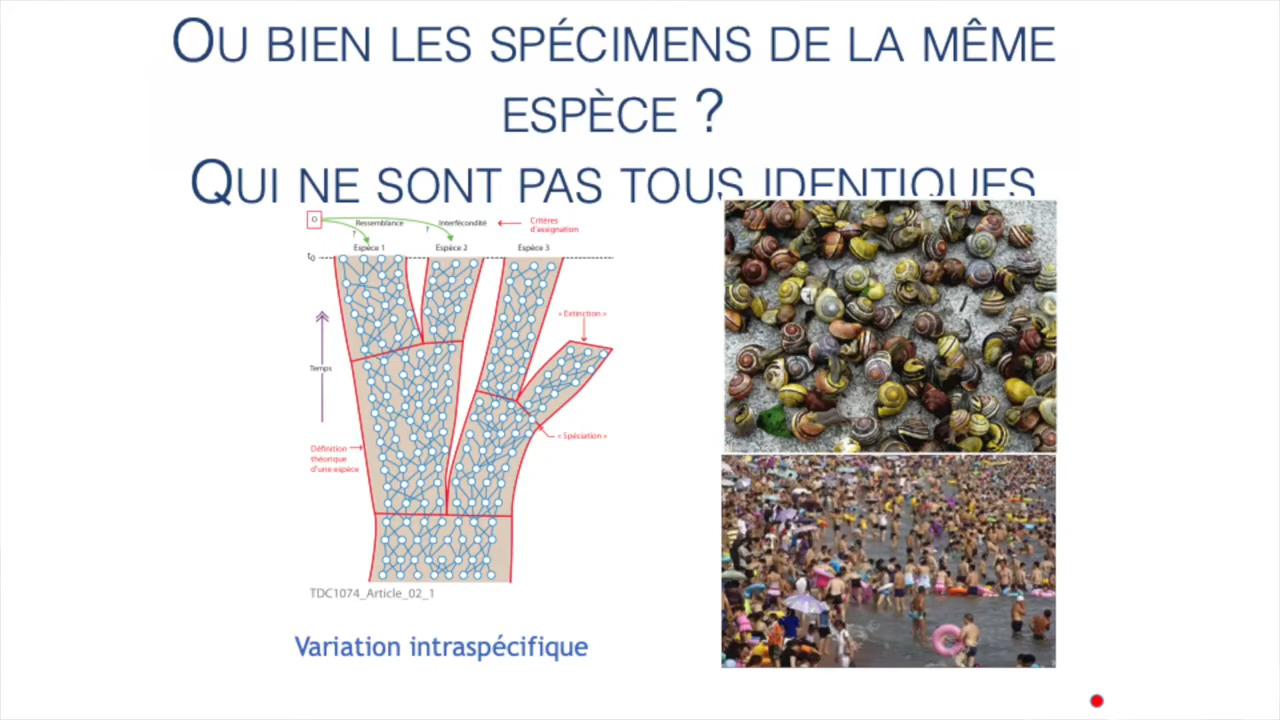 OU BIEN LES SPÉCIMENS DE LA MÊME
ESPÈCE ?
QUI NE SONT PAS TOUS IDENTIQUES
O
Ressemblance
Interfécondité
Critères
d'assignation
?
?
Espèce 1
Espèce 2
Espèce 3
t0
« Extinction »
Temps
« Spéciation »
Définition
théorique
d'une espèce
TDC1074_Article_02_1
Variation intraspécifique